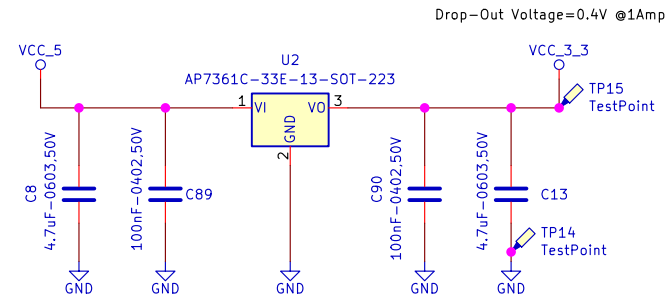 Drop-Out Voltage=0.4V @1Amp
VCC_5
U2
AP7361C-33E-13-SOT-223
VCC_3_3
TP15
TestPoint
1
VI
VO
3
GND
2
C8
4.7uF-0603,50V
100nF-0402,50V
C89
C90
100nF-0402,50V
4.7uF-0603,50V
C13
TP14
TestPoint
GND
GND
GND
GND
GND